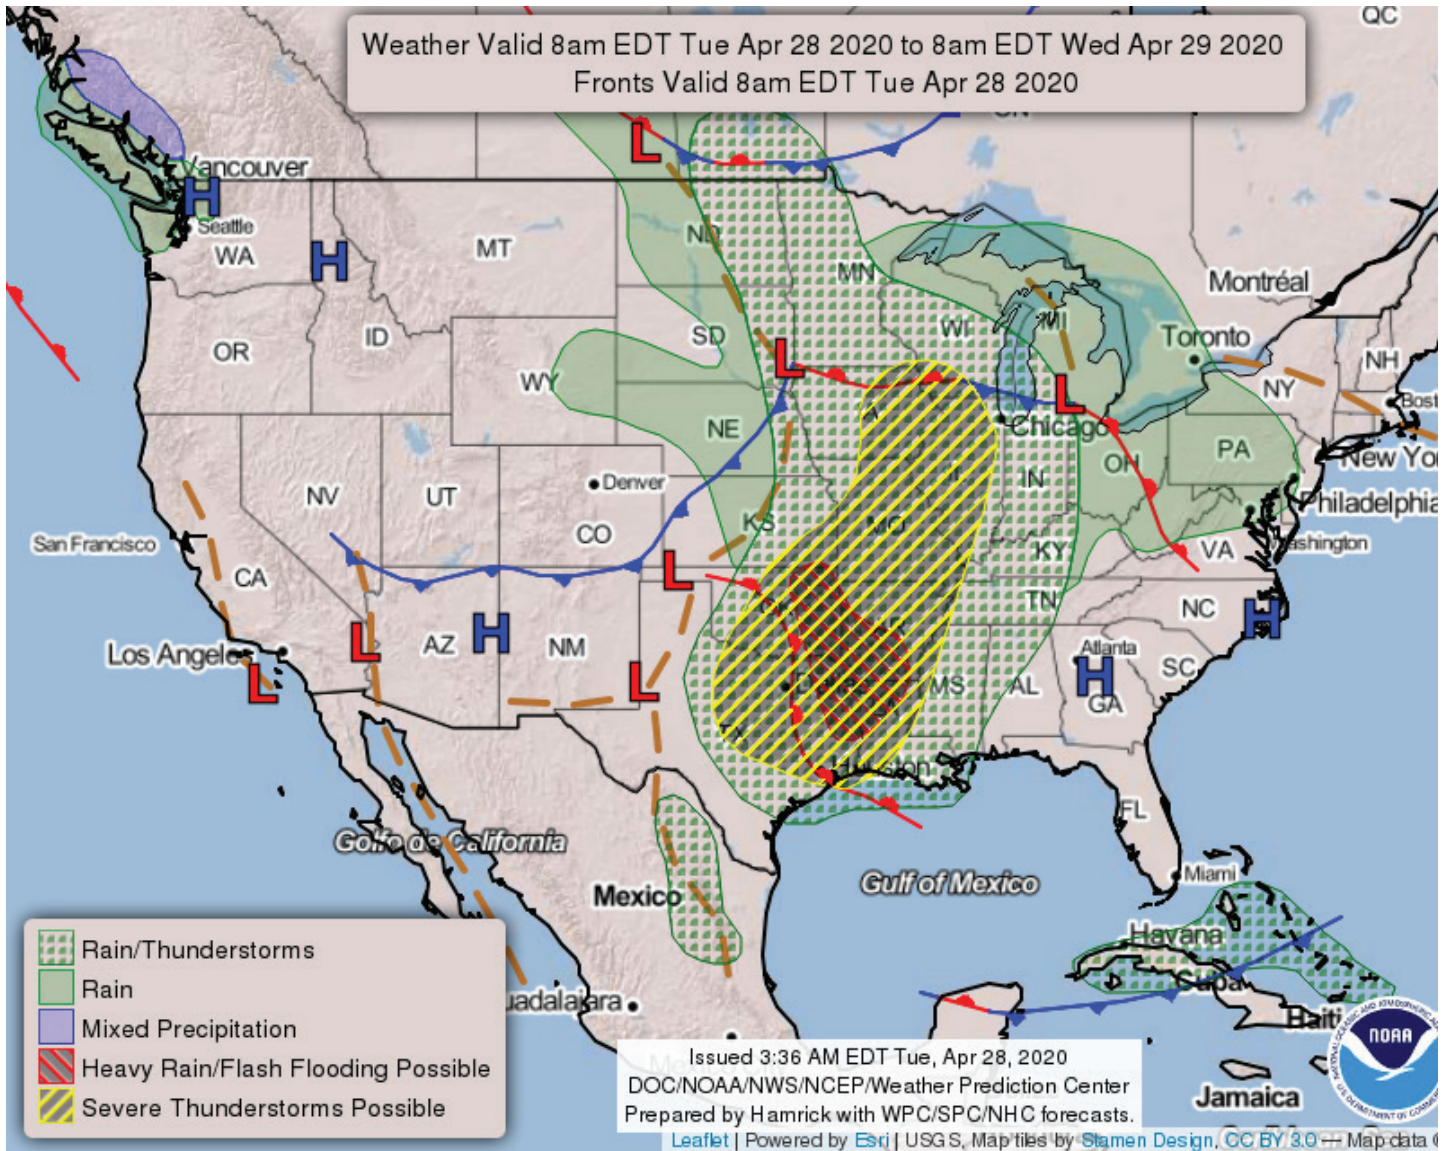 QC
Weather Valid 8am EDT Tue Apr 28 2020 to 8am EDT Wed Apr 29 2020
Fronts Valid 8am EDT Tue Apr 28 2020
L
Vancouver
H
Seattle
WA
H
MT
ND
MN
Montréal
OR
ID
SD
WI
MI
Toronto
NH
WY
L
L
NY
Bost
NE
Chicago
PA
New Yo
NV
UT
Denver
IN
OH
Philadelphia
CO
KS
MO
KY
VA
Washington
San Francisco
CA
L
TN
NC
H
Los Angeles
L
AZ
H
NM
L
MS
AL
Atlanta
H
GA
SC
L
TX
Houston
FL
Golfo de California
Gulf of Mexico
Miami
Mexico
Havana
Cuba
Haiti
uadalajara
Rain/Thunderstorms
Rain
Mixed Precipitation
Heavy Rain/Flash Flooding Possible
Severe Thunderstorms Possible
NOAA
Jamaica
Issued 3:36 AM EDT Tue, Apr 28, 2020
DOC/NOAA/NWS/NCEP/Weather Prediction Center
Prepared by Hamrick with WPC/SPC/NHC forecasts.
Leaflet | Powered by Esri | USGS, Map tiles by Stamen Design, CC BY 3.0 — Map data ©